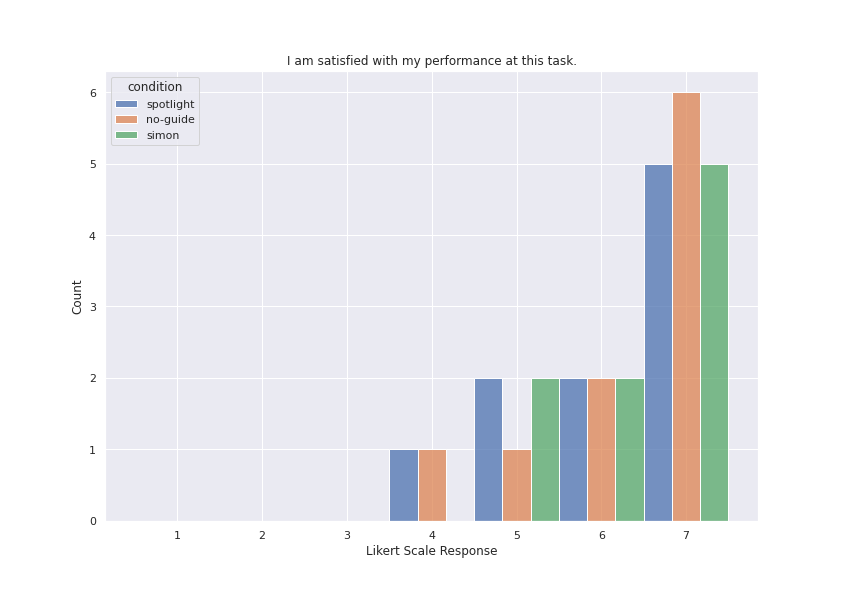 I am satisfied with my performance at this task.
condition
spotlight
no-guide
simon
6
5
4
3
2
1
0
Count
1 2 3 4 5 6 7
Likert Scale Response